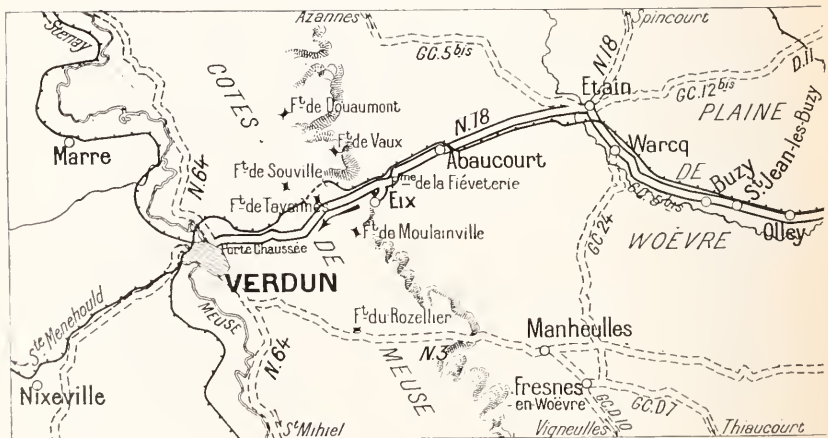 Azannes
Spincourt
Stenay
GC.5bis
N.18
D.11
COTES
Etain
GC.12bis
Ft de Douaumont
N.18
PLAINE
Marre
Ft de Vaux
Abaucourt
Warcq
DE
Buzy
St Jean-les-Buzy
N.64
Ft de Souville
Fme de la Fiéveterie
Ft de Tavannes
Eix
Olley
DE
Ft de Moulainville
GC.24
WOËVRE
Porte Chaussée
VERDUN
MEUSE
Ste Menehould
Ft du Rozellier
Manheulles
N.64
MEUSE
N.3
Nixeville
Fresnes
en-Woëvre
GC.D7
GC.D10
St Mihiel
Vigneulles
Thiaucourt